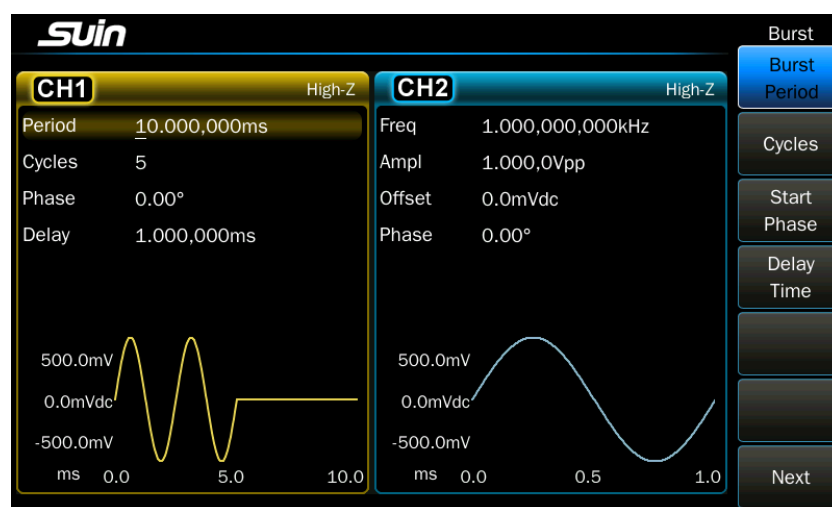 Suin
Burst
CH1 High-Z
Period 10.000,000ms
Cycles 5
Phase 0.00°
Delay 1.000,000ms
500.0mV
0.0mVdc
-500.0mV
ms 0.0 5.0 10.0
CH2 High-Z
Freq 1.000,000,000kHz
Ampl 1.000,0Vpp
Offset 0.0mVdc
Phase 0.00°
500.0mV
0.0mVdc
-500.0mV
ms 0.0 0.5 1.0
Burst
Period
Cycles
Start
Phase
Delay
Time
Next